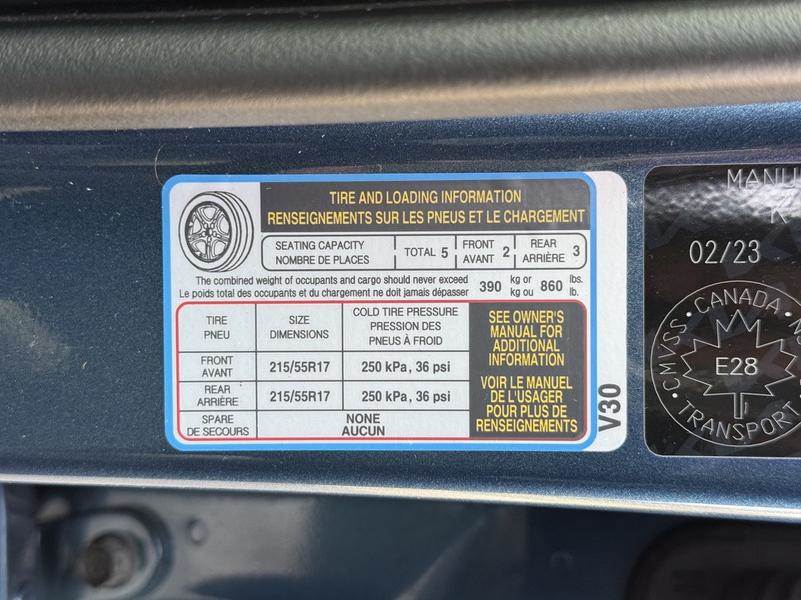 TIRE AND LOADING INFORMATION
RENSEIGNEMENTS SUR LES PNEUS ET LE CHARGEMENT
SEATING CAPACITY
NOMBRE DE PLACES
TOTAL 5
FRONT
AVANT 2
REAR
ARRIÈRE 3
The combined weight of occupants and cargo should never exceed
Le poids total des occupants et du chargement ne doit jamais dépasser
390 kg or
kg ou 860 lbs.
lb.
TIRE
PNEU
SIZE
DIMENSIONS
COLD TIRE PRESSURE
PRESSION DES
PNEUS À FROID
FRONT
AVANT
215/55R17
250 kPa, 36 psi
REAR
ARRIÈRE
215/55R17
250 kPa, 36 psi
SPARE
DE SECOURS
NONE
AUCUN
SEE OWNER'S
MANUAL FOR
ADDITIONAL
INFORMATION
VOIR LE MANUEL
DE L'USAGER
POUR PLUS DE
RENSEIGNEMENTS
V30
02/23
CMVSS · CANADA
E28
TRANSPORT